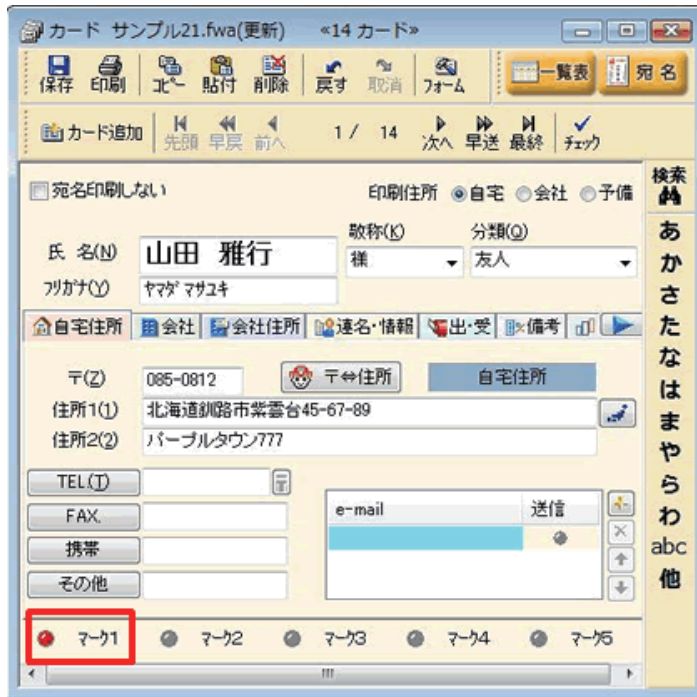 カード サンプル21.fwa(更新) «14 カード»
保存 印刷 コピー 貼付 削除 戻す 取消 フォーム 一覧表 宛名
カード追加 先頭 早戻 前へ 1 / 14 次へ 早送 最終 チェック
検索
宛名印刷しない 印刷住所 自宅 会社 予備
敬称(K) 分類(Q)
氏 名(N) 山田 雅行 様 友人
フリガナ(Y) ヤマダ マサユキ
自宅住所 会社 会社住所 連名・情報 出・受 備考
〒(Z) 085-0812 〒⇔住所 自宅住所
住所1(1) 北海道釧路市紫雲台45-67-89
住所2(2) パープルタウン777
TEL(T)
FAX.
携帯
その他
e-mail 送信
マーク1 マーク2 マーク3 マーク4 マーク5
あ
か
さ
た
な
は
ま
や
ら
わ
abc
他